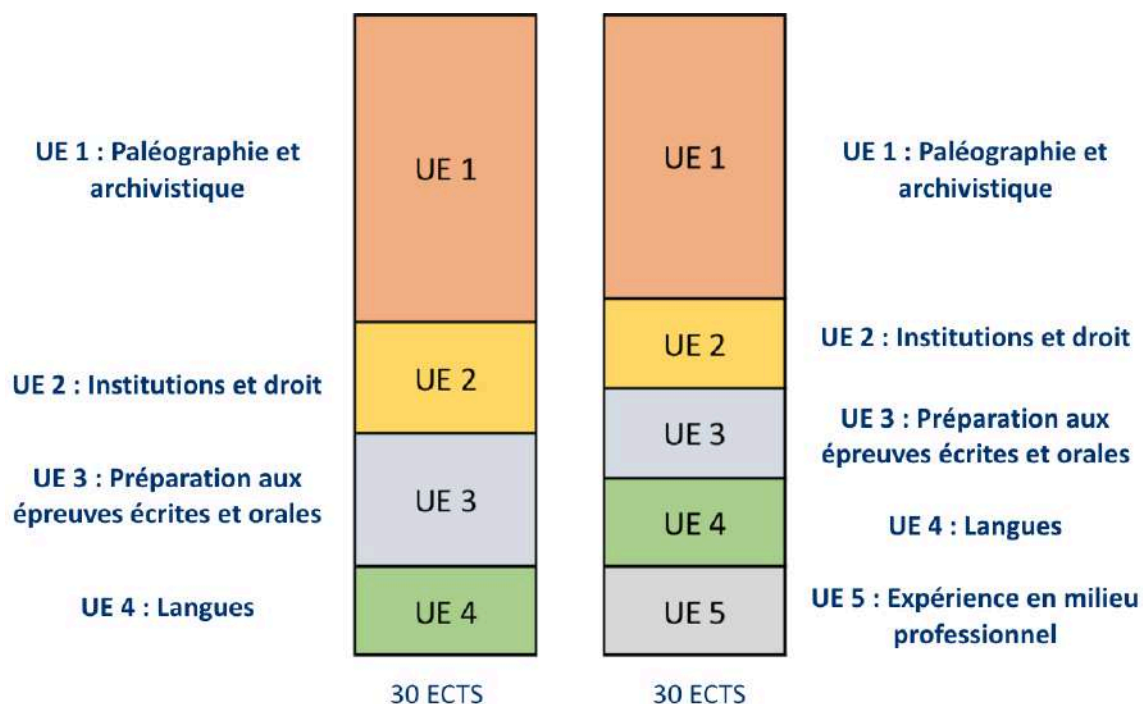 UE 1 : Paléographie et
archivistique
UE 2 : Institutions et droit
UE 3 : Préparation aux
épreuves écrites et orales
UE 4 : Langues
UE 1
UE 2
UE 3
UE 4
30 ECTS
UE 1
UE 2
UE 3
UE 4
UE 5
30 ECTS
UE 1 : Paléographie et
archivistique
UE 2 : Institutions et droit
UE 3 : Préparation aux
épreuves écrites et orales
UE 4 : Langues
UE 5 : Expérience en milieu
professionnel